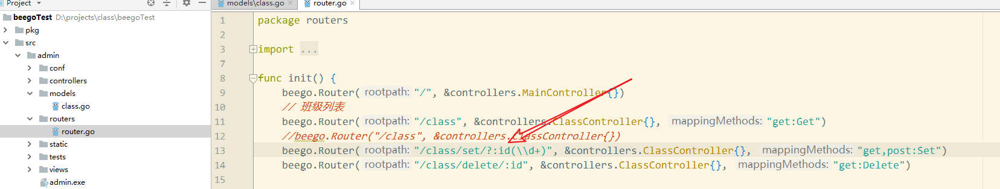 Project
models\class.go
router.go
beegoTest D:\projects\class\beegoTest
pkg
src
admin
conf
controllers
models
class.go
routers
router.go
static
tests
views
admin.exe
1 package routers
2
3 import ...
7
8 func init() {
9 beego.Router( rootpath: "/", &controllers.MainController{})
10 // 班级列表
11 beego.Router( rootpath: "/class", &controllers.ClassController{}, mappingMethods: "get:Get")
12 //beego.Router("/class", &controllers.ClassController{})
13 beego.Router( rootpath: "/class/set/?:id(\\d+)", &controllers.ClassController{}, mappingMethods: "get,post:Set")
14 beego.Router( rootpath: "/class/delete/:id", &controllers.ClassController{}, mappingMethods: "get:Delete")
15